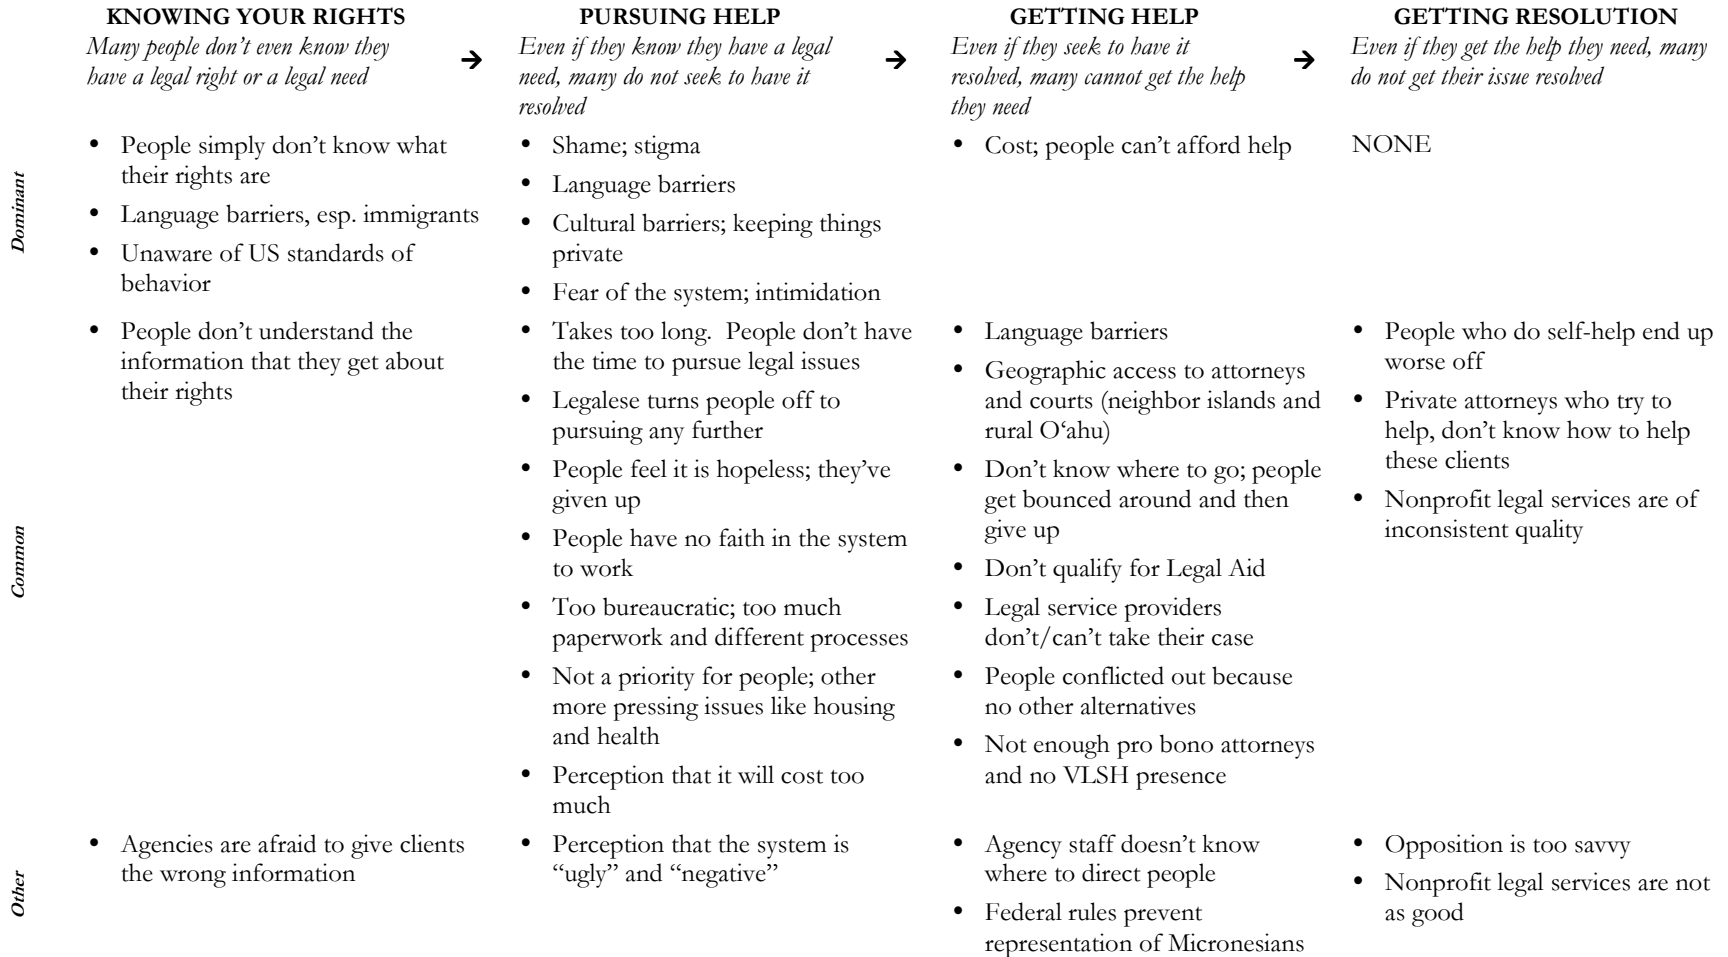 KNOWING YOUR RIGHTS
Many people don’t even know they
have a legal right or a legal need
→
PURSUING HELP
Even if they know they have a legal
need, many do not seek to have it
resolved
→
GETTING HELP
Even if they seek to have it
resolved, many cannot get the help
they need
→
GETTING RESOLUTION
Even if they get the help they need, many
do not get their issue resolved
Dominant
• People simply don’t know what
their rights are
• Language barriers, esp. immigrants
• Unaware of US standards of
behavior
• Shame; stigma
• Language barriers
• Cultural barriers; keeping things
private
• Fear of the system; intimidation
• Cost; people can’t afford help
NONE
Common
• People don’t understand the
information that they get about
their rights
• Takes too long. People don’t have
the time to pursue legal issues
• Legalese turns people off to
pursuing any further
• People feel it is hopeless; they’ve
given up
• People have no faith in the system
to work
• Too bureaucratic; too much
paperwork and different processes
• Not a priority for people; other
more pressing issues like housing
and health
• Perception that it will cost too
much
• Language barriers
• Geographic access to attorneys
and courts (neighbor islands and
rural O‘ahu)
• Don’t know where to go; people
get bounced around and then
give up
• Don’t qualify for Legal Aid
• Legal service providers
don’t/can’t take their case
• People conflicted out because
no other alternatives
• Not enough pro bono attorneys
and no VLSH presence
• People who do self-help end up
worse off
• Private attorneys who try to
help, don’t know how to help
these clients
• Nonprofit legal services are of
inconsistent quality
Other
• Agencies are afraid to give clients
the wrong information
• Perception that the system is
“ugly” and “negative”
• Agency staff doesn’t know
where to direct people
• Federal rules prevent
representation of Micronesians
• Opposition is too savvy
• Nonprofit legal services are not
as good